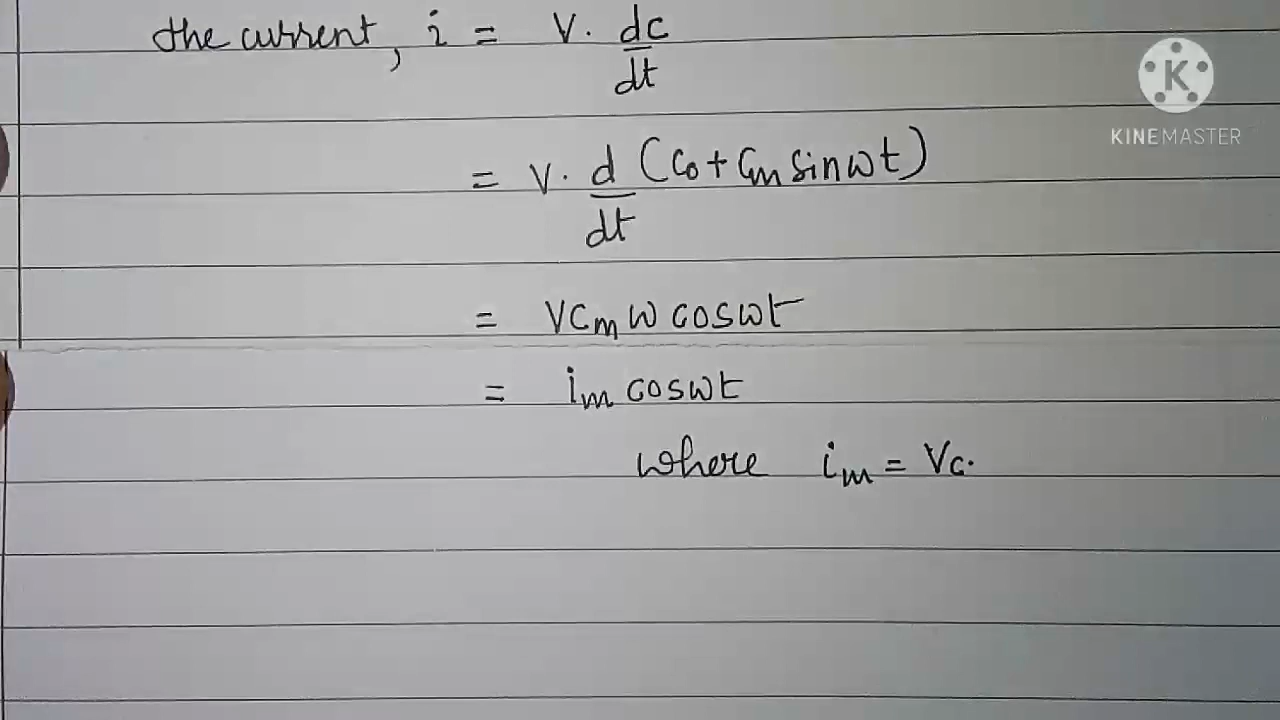 the current, i = V. dc/dt
K
KINEMASTER
= V. d/dt (C₀ + Cₘ sinωt)
= VCₘ ω cosωt
= iₘ cosωt
where iₘ = Vc.